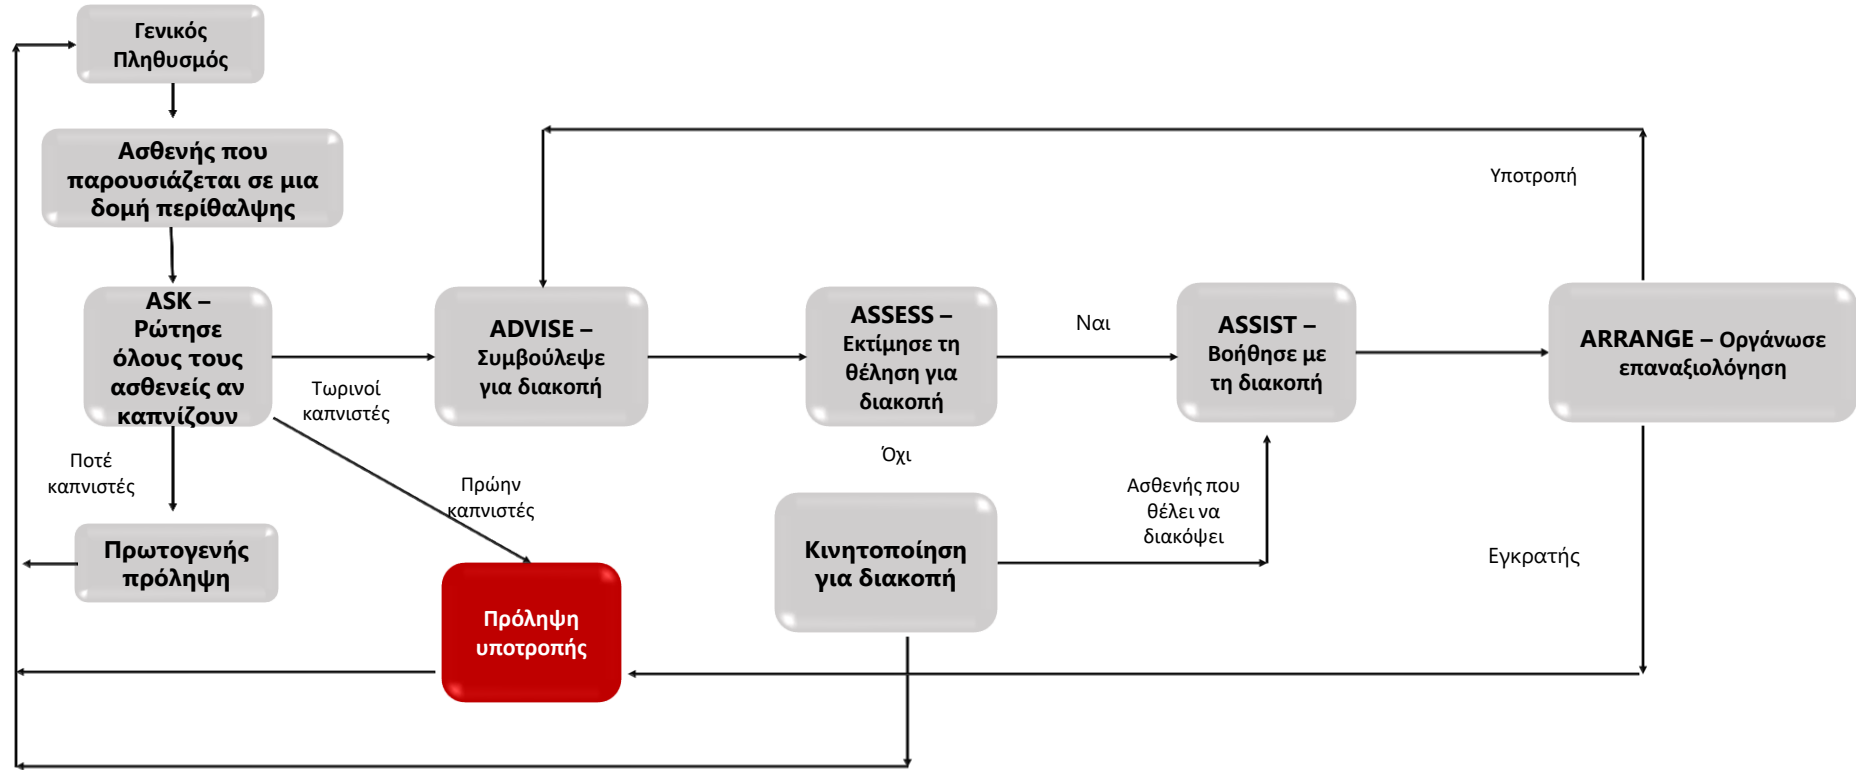 Γενικός
Πληθυσμός
Ασθενής που
παρουσιάζεται σε μια
δομή περίθαλψης
Υποτροπή
ASK –
Ρώτησε
όλους τους
ασθενείς αν
καπνίζουν
ADVISE –
Συμβούλεψε
για διακοπή
ASSESS –
Εκτίμησε τη
θέληση για
διακοπή
Ναι
ASSIST –
Βοήθησε με
τη διακοπή
ARRANGE – Οργάνωσε
επαναξιολόγηση
Τωρινοί
καπνιστές
Ποτέ
καπνιστές
Πρώην
καπνιστές
Όχι
Ασθενής που
θέλει να
διακόψει
Πρωτογενής
πρόληψη
Κινητοποίηση
για διακοπή
Εγκρατής
Πρόληψη
υποτροπής